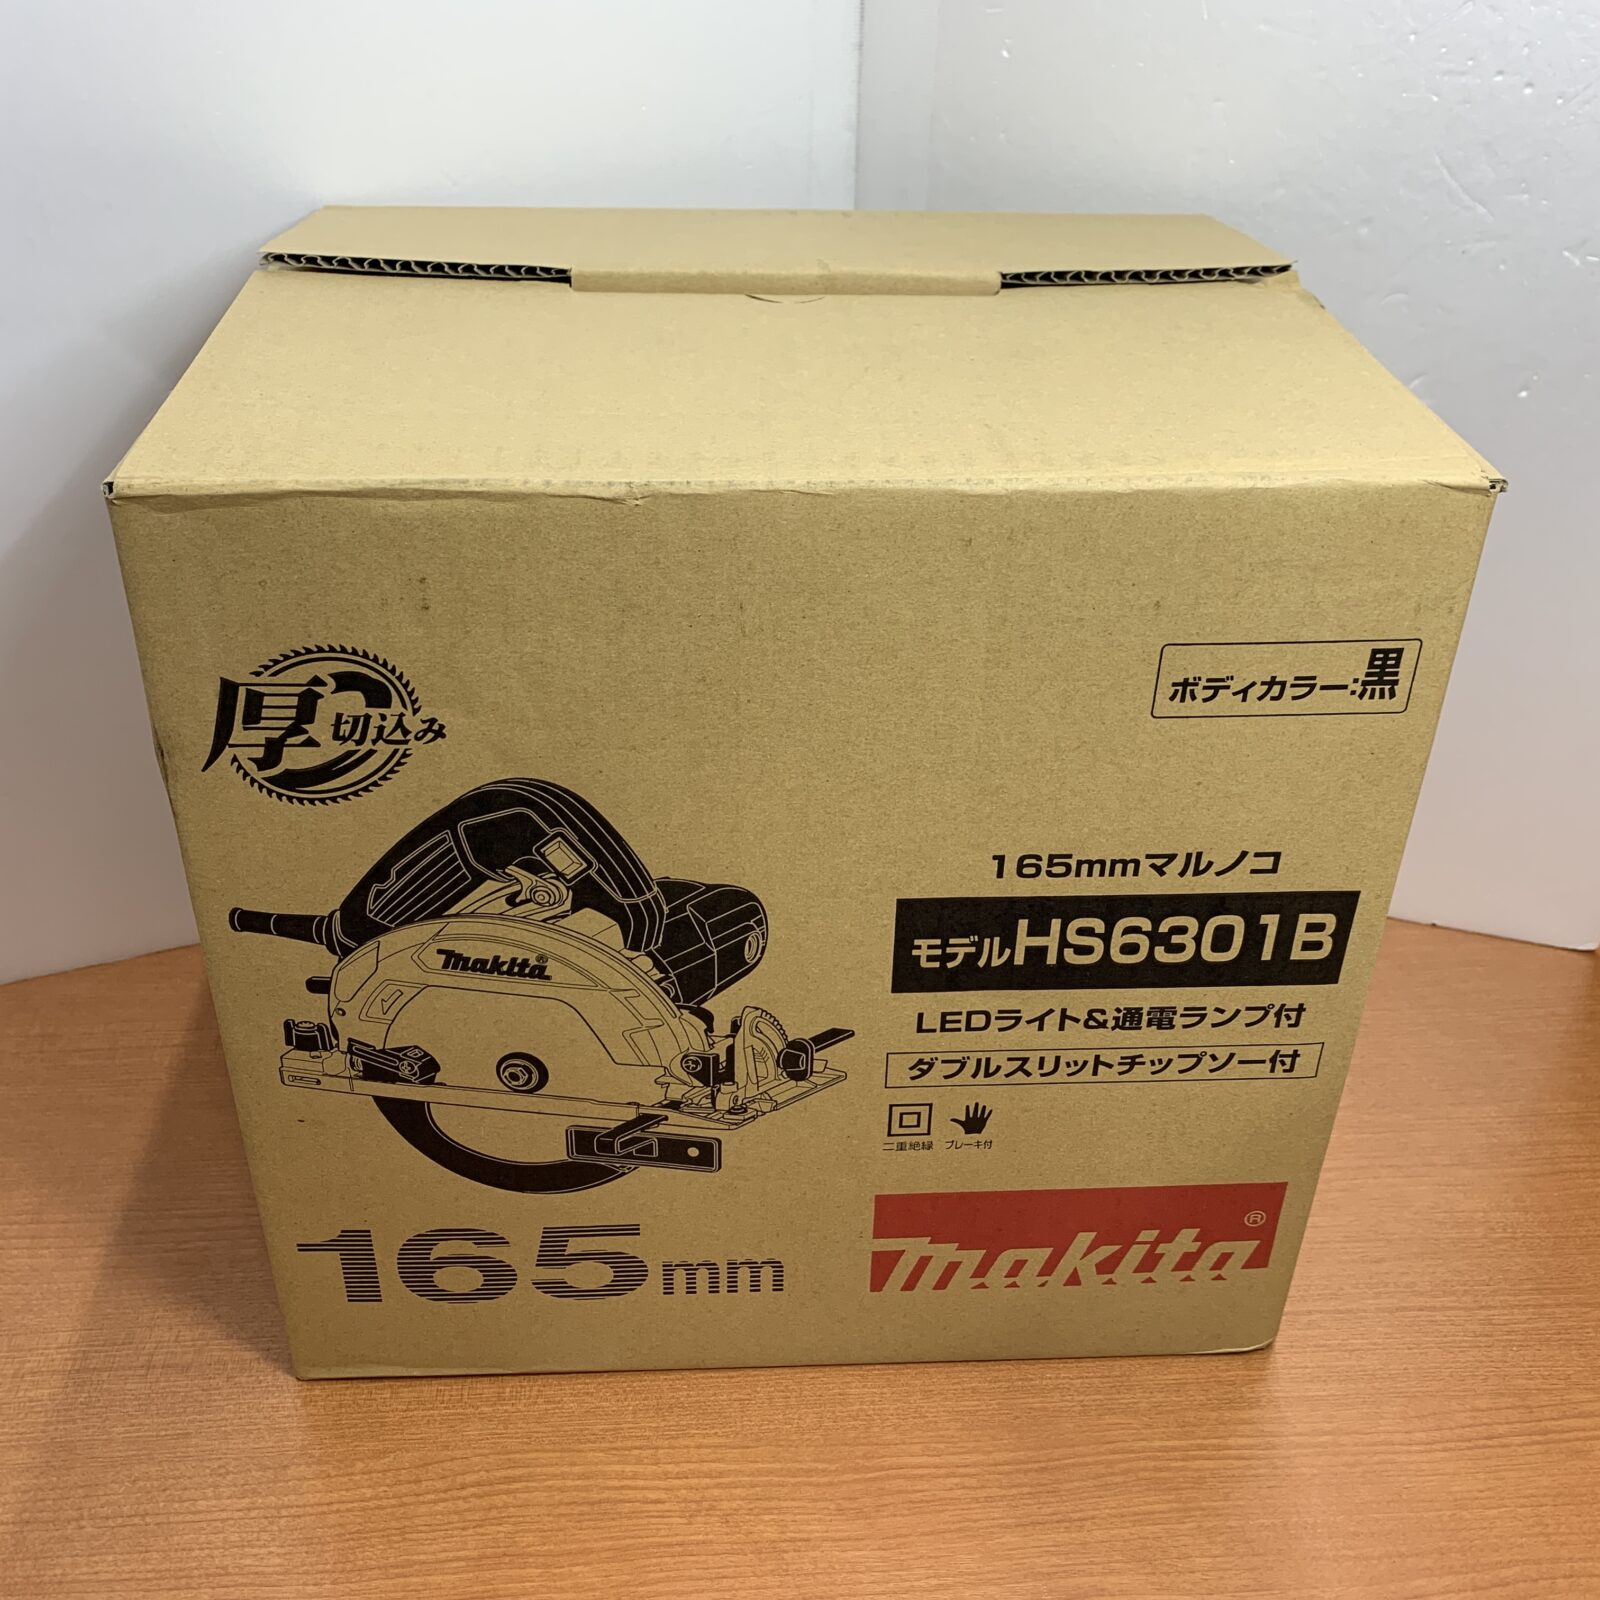 厚切込み
ボディカラー:黒
makita®
165mmマルノコ
モデルHS6301B
LEDライト&通電ランプ付
ダブルスリットチップソー付
二重絶縁 ブレーキ付
165mm
makita®